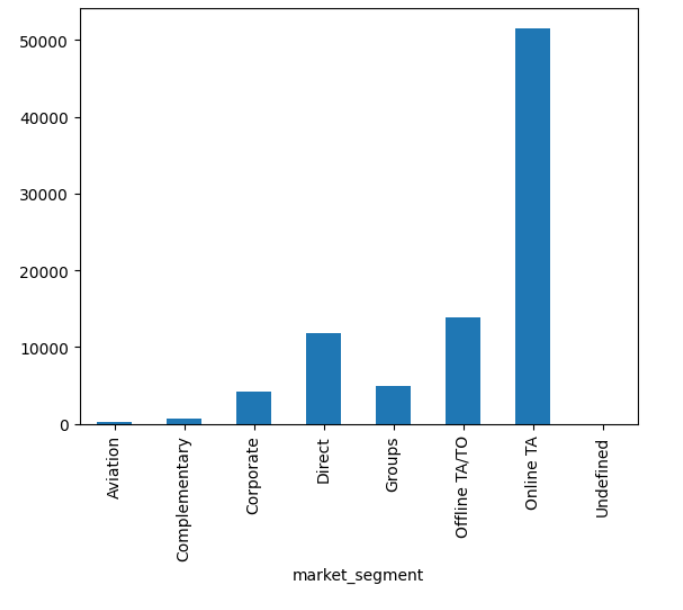 50000
40000
30000
20000
10000
0
Aviation
Complementary
Corporate
Direct
Groups
Offline TA/TO
Online TA
Undefined
market_segment